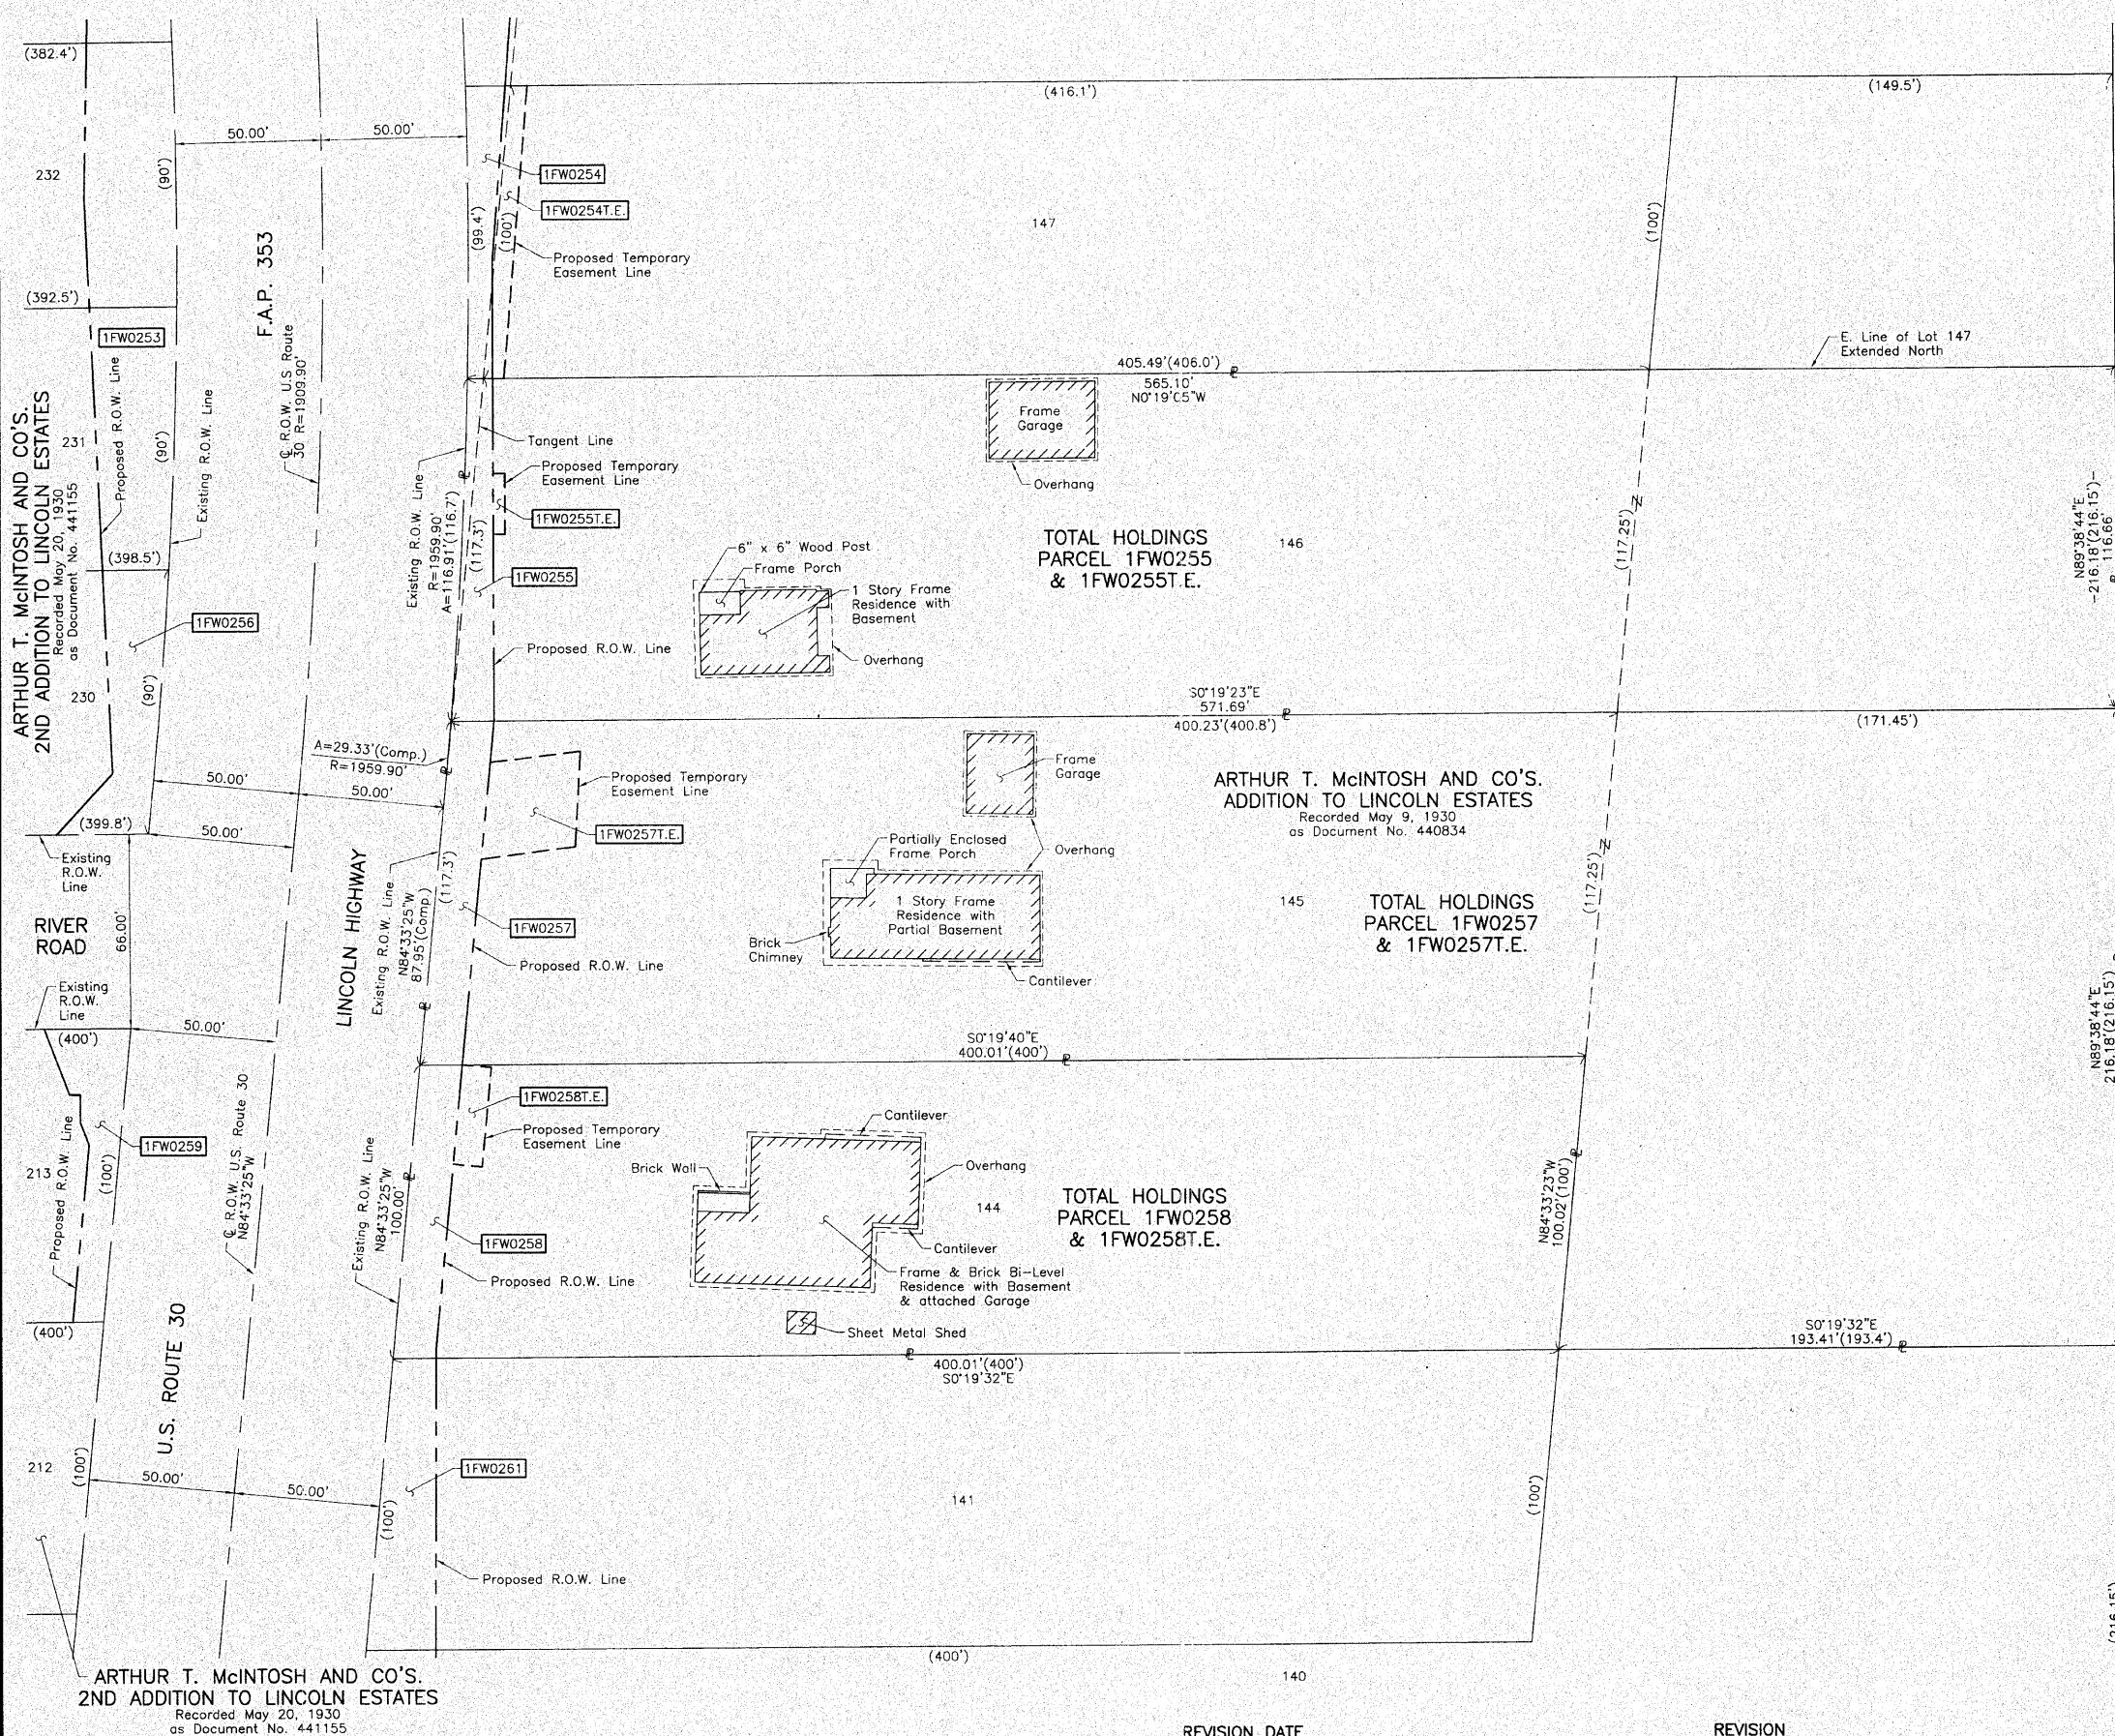 (382.4')
(416.1')
(149.5')
50.00'
50.00'
232
(90')
1FW0254
1FW0254T.E.
(99.4')
(100')
147
(100')
Proposed Temporary
Easement Line
F.A.P. 353
(392.5')
1FW0253
℄ R.O.W. U.S Route
30 R=1909.90'
405.49'(406.0')
565.10'
N0°19'05"W
E. Line of Lot 147
Extended North
ARTHUR T. McINTOSH AND CO'S.
2ND ADDITION TO LINCOLN ESTATES
Recorded May 20, 1930
as Document No. 441155
231
Proposed R.O.W. Line
(90')
Existing R.O.W. Line
Frame
Garage
Tangent Line
Proposed Temporary
Easement Line
Overhang
Existing R.O.W. Line
R=1959.90'
A=116.91'(116.7')
(117.3')
1FW0255T.E.
TOTAL HOLDINGS
PARCEL 1FW0255
& 1FW0255T.E.
146
(117.25')
N89°38'44"E
216.18'(216.15')
116.66'
(398.5')
6" x 6" Wood Post
Frame Porch
1FW0255
1 Story Frame
Residence with
Basement
1FW0256
Proposed R.O.W. Line
Overhang
230
(90')
S0°19'23"E
571.69'
400.23'(400.8')
(171.45')
A=29.33'(Comp.)
R=1959.90'
50.00'
50.00'
Proposed Temporary
Easement Line
Frame
Garage
ARTHUR T. McINTOSH AND CO'S.
ADDITION TO LINCOLN ESTATES
Recorded May 9, 1930
as Document No. 440834
(399.8')
50.00'
1FW0257T.E.
Partially Enclosed
Frame Porch
Overhang
Existing
R.O.W.
Line
LINCOLN HIGHWAY
Existing R.O.W. Line
N84°33'25"W
87.95'(Comp.)
(117.3')
1 Story Frame
Residence with
Partial Basement
145
TOTAL HOLDINGS
PARCEL 1FW0257
& 1FW0257T.E.
(117.25')
RIVER
ROAD
66.00'
1FW0257
Brick
Chimney
Proposed R.O.W. Line
Cantilever
Existing
R.O.W.
Line
(400')
50.00'
S0°19'40"E
400.01'(400')
N89°38'44"E
216.18'(216.15')
1FW0258T.E.
Cantilever
Proposed Temporary
Easement Line
213
Proposed R.O.W Line
1FW0259
(100')
℄ R.O.W. U.S. Route 30
N84°33'25"W
Existing R.O.W. Line
N84°33'25"W
100.00'
Brick Wall
Overhang
144
TOTAL HOLDINGS
PARCEL 1FW0258
& 1FW0258T.E.
N84°33'23"W
100.02'(100')
1FW0258
Cantilever
Proposed R.O.W. Line
Frame & Brick Bi-Level
Residence with Basement
& attached Garage
(400')
Sheet Metal Shed
S0°19'32"E
193.41'(193.4')
400.01'(400')
S0°19'32"E
U.S. ROUTE 30
212
(100')
50.00'
50.00'
1FW0261
(100')
141
(100')
Proposed R.O.W. Line
(216.15')
(400')
140
ARTHUR T. McINTOSH AND CO'S.
2ND ADDITION TO LINCOLN ESTATES
Recorded May 20, 1930
as Document No. 441155
REVISION DATE
REVISION